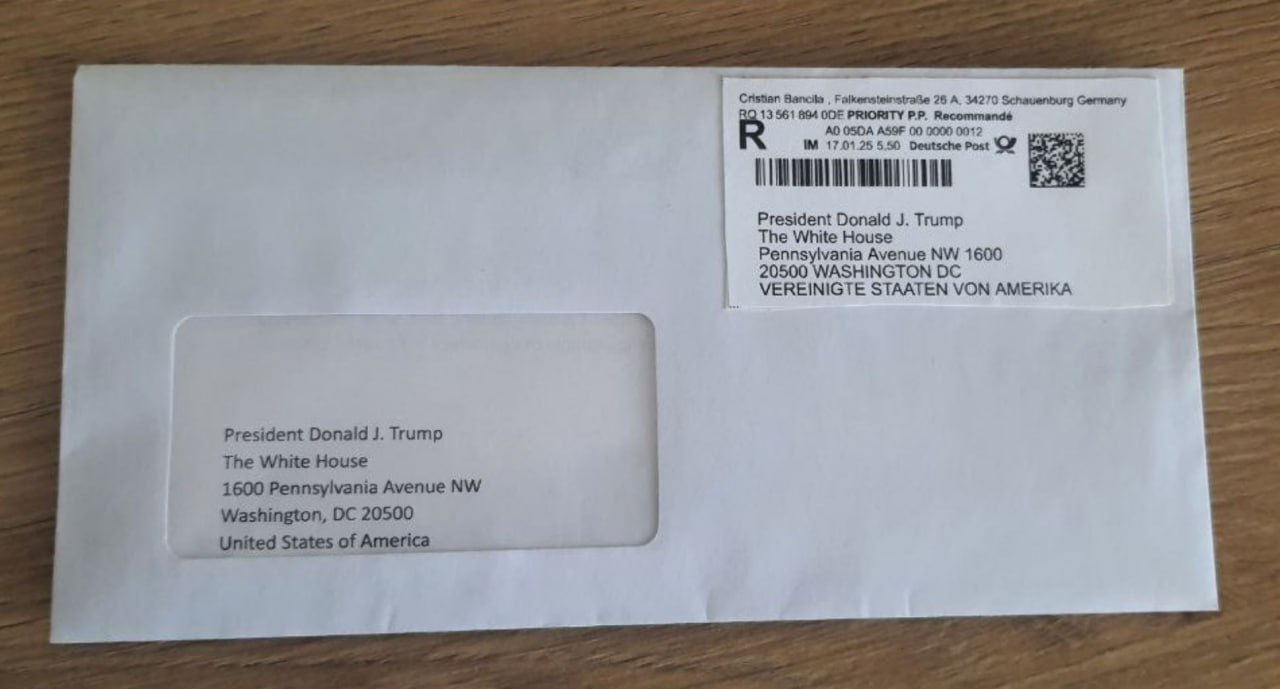 Cristian Bancila , Falkensteinstraße 26 A, 34270 Schauenburg Germany
RQ 13 561 894 0DE PRIORITY P.P. Recommandé
R
A0 05DA A59F 00 0000 0012
IM 17.01.25 5,50 Deutsche Post
President Donald J. Trump
The White House
Pennsylvania Avenue NW 1600
20500 WASHINGTON DC
VEREINIGTE STAATEN VON AMERIKA
President Donald J. Trump
The White House
1600 Pennsylvania Avenue NW
Washington, DC 20500
United States of America